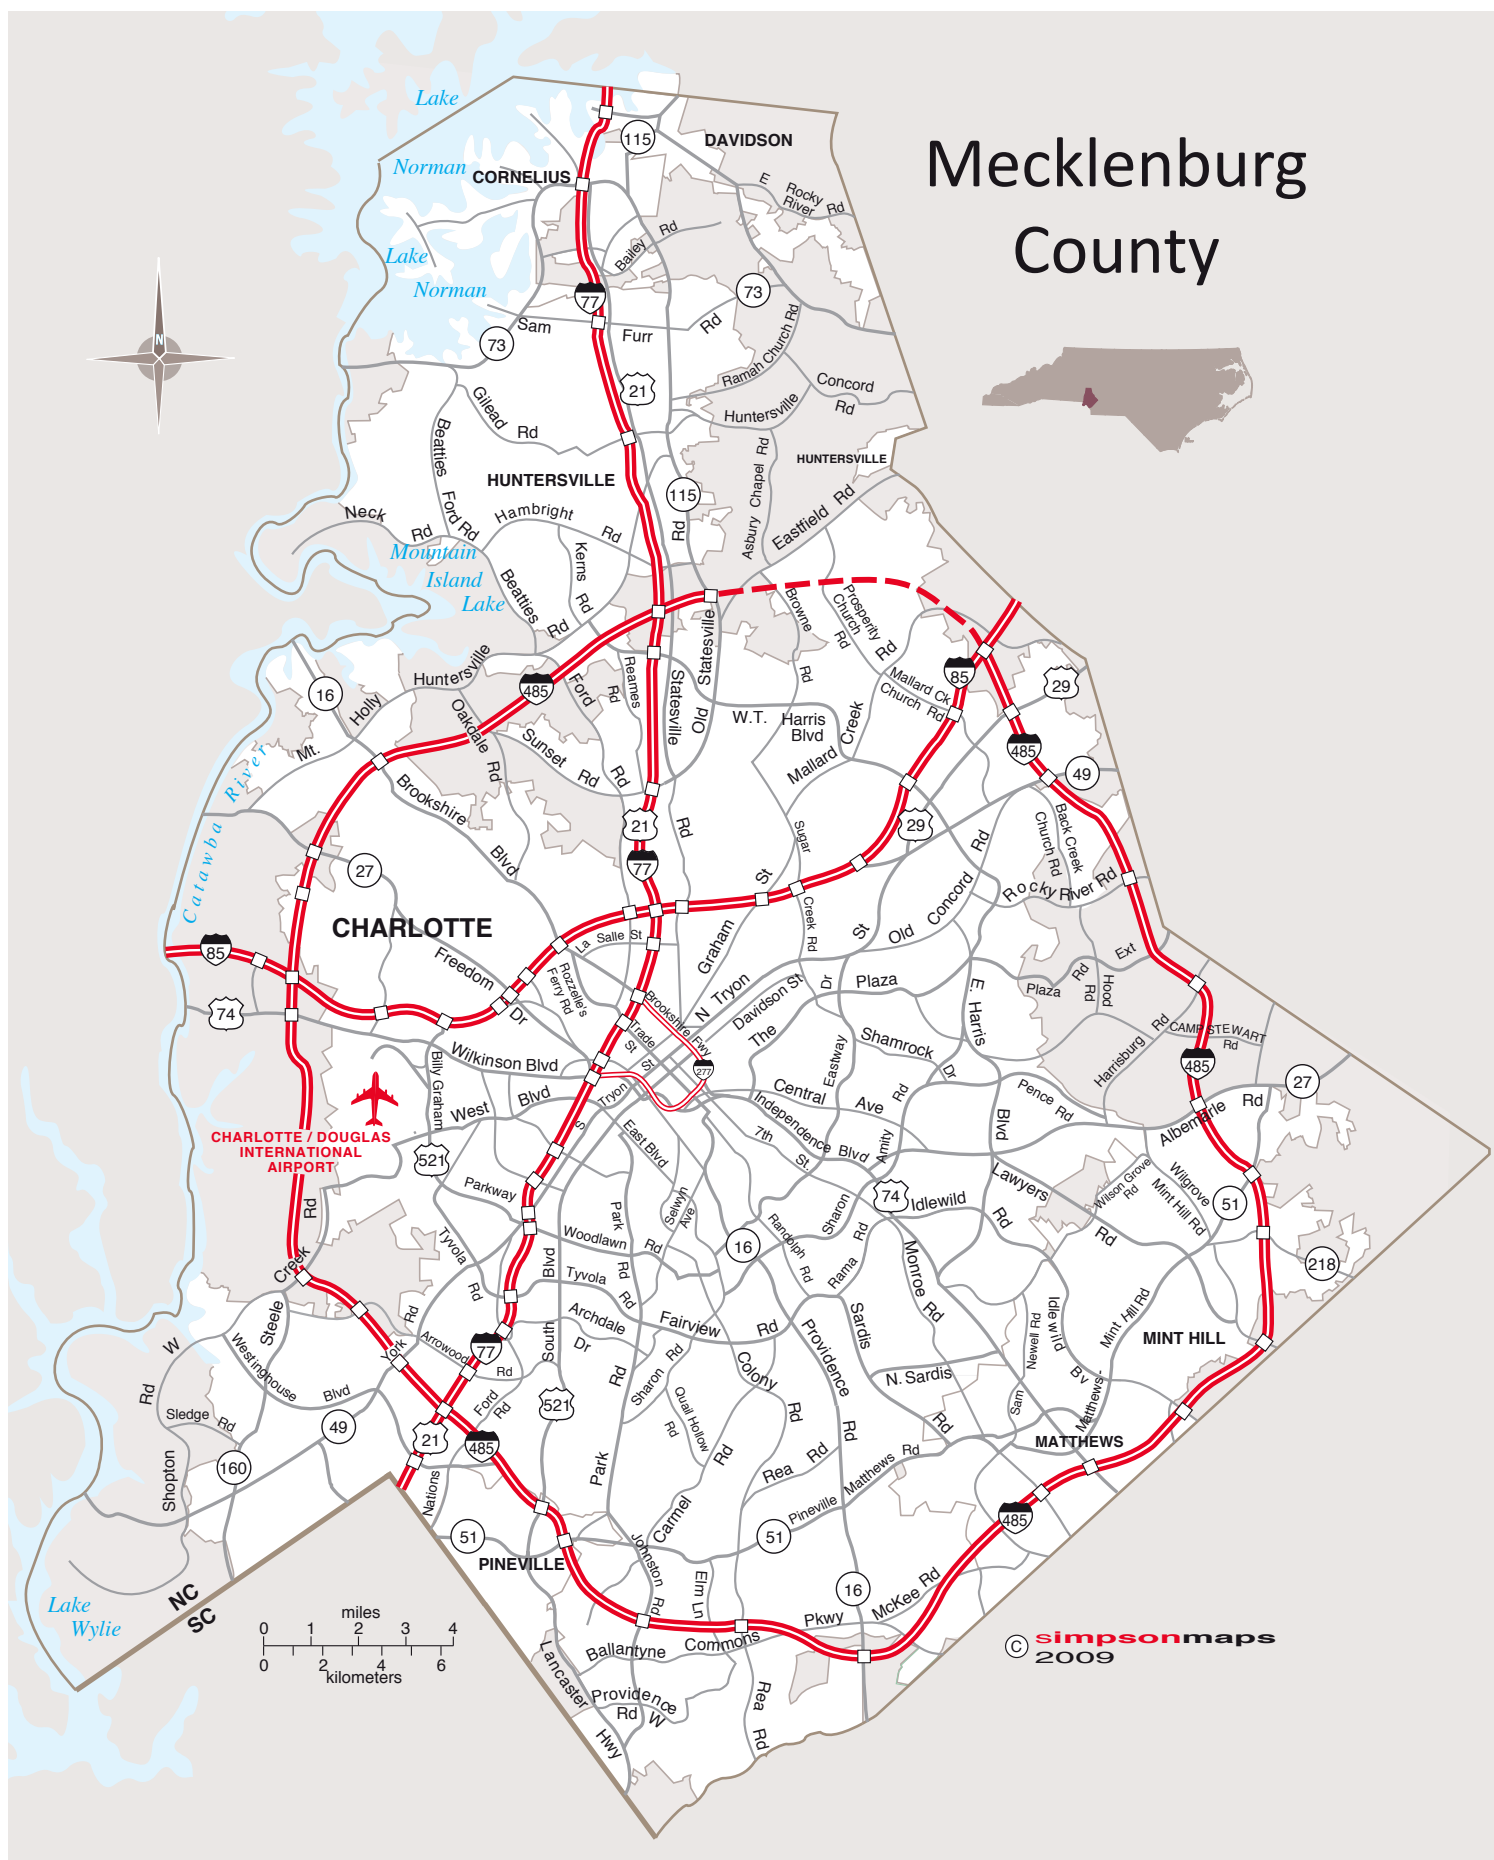 Mecklenburg
County
Lake
Norman
CORNELIUS
DAVIDSON
115
E
Rocky
River
Rd
Lake
Norman
Bailey
Rd
77
73
73
Sam
Furr
Rd
Ramah Church Rd
21
Concord
Rd
Gilead
Rd
Huntersville
Beatties
Ford Rd
HUNTERSVILLE
HUNTERSVILLE
115
Rd
Asbury Chapel Rd
Eastfield Rd
Neck
Rd
Hambright
Rd
Mountain
Island
Lake
Kerns
Rd
Beatties
Rd
Browne
Rd
Prosperity
Church
Rd
Rd
Statesville
Old
Statesville
Rd
Reames
Rd
Ford
Rd
Huntersville
Holly
Mt.
16
485
Oakdale
Rd
Sunset
Rd
W.T.
Harris
Blvd
Mallard
Creek
Mallard Ck
Church Rd
85
29
485
49
29
Back Creek
Church Rd
Rocky River Rd
Catawba River
Brookshire
Blvd
27
21
77
Sugar
Creek Rd
St
Graham
CHARLOTTE
Freedom
Dr
La Salle St
Rozzelle's
Ferry Rd
St
Old
Concord
Rd
85
74
N Tryon
Davidson St
The
Plaza
Dr
Eastway
E. Harris
Blvd
Plaza
Rd
Ext
Hood
Rd
CAMP STEWART
Rd
Harrisburg
Rd
485
27
Brookshire Fwy
Trade
St
St
277
Tryon
S
Wilkinson Blvd
Billy Graham
Parkway
West
Blvd
CHARLOTTE / DOUGLAS
INTERNATIONAL
AIRPORT
521
Shamrock
Dr
Central
Ave
Independence
Blvd
Amity
Rd
7th
St.
Pence
Rd
Albemarle
Rd
East Blvd
Selwyn
Ave
Park
Rd
Woodlawn
Rd
16
Randolph
Rd
Sharon
Rama
Rd
74
Idlewild
Rd
Lawyers
Rd
Wilson Grove
Rd
Wilgrove
Mint Hill Rd
51
218
Rd
Creek
Steele
Tyvola
Rd
Tyvola
Rd
Archdale
Dr
South
Blvd
Fairview
Rd
Monroe
Rd
Sardis
Rd
Providence
Rd
Colony
Rd
N. Sardis
Idlewild
Newell Rd
Sam
Bv
Matthews-
Mint Hill Rd
MINT HILL
MATTHEWS
W
Rd
Westinghouse
Blvd
York
Rd
Arrowood
Rd
77
Ford
Rd
521
Park
Rd
Sharon
Rd
Quail Hollow
Rd
Sledge
Rd
49
160
21
485
Nations
Shopton
Rea
Rd
Carmel
Rd
Pineville
Matthews
Rd
51
51
PINEVILLE
Johnston
Rd
Elm Ln
16
McKee Rd
485
Ballantyne
Commons
Pkwy
Lancaster
Hwy
Providence
Rd
W
Rea
Rd
Lake
Wylie
NC
SC
miles
0 1 2 3 4
0 2 4 6
kilometers
© simpsonmaps
2009
N